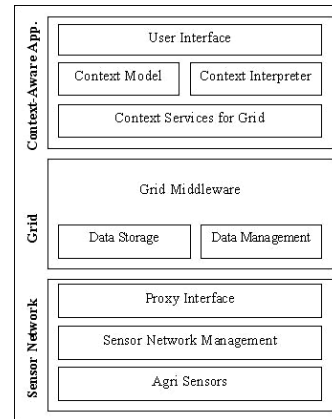 Context-Aware App.
User Interface
Context Model
Context Interpreter
Context Services for Grid
Grid
Grid Middleware
Data Storage
Data Management
Sensor Network
Proxy Interface
Sensor Network Management
Agri Sensors